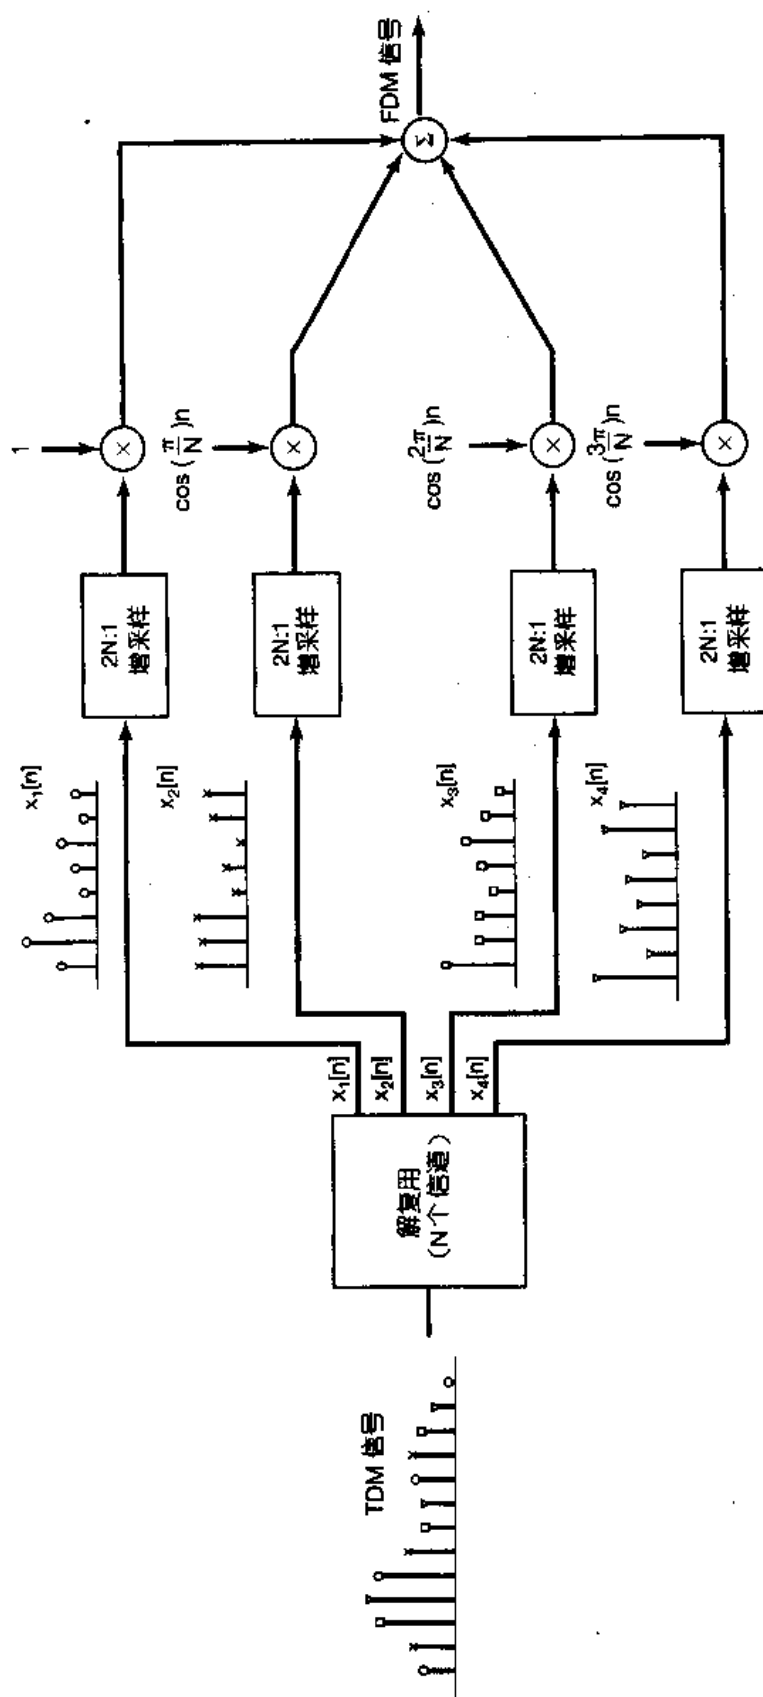 TDM 信号
解复用
(N 个信道)
x₁[n]
x₂[n]
x₃[n]
x₄[n]
x₁[n]
x₂[n]
x₃[n]
x₄[n]
2N:1
增采样
2N:1
增采样
2N:1
增采样
2N:1
增采样
1
×
cos (π/N)n
×
cos (2π/N)n
×
cos (3π/N)n
×
Σ
FDM 信号